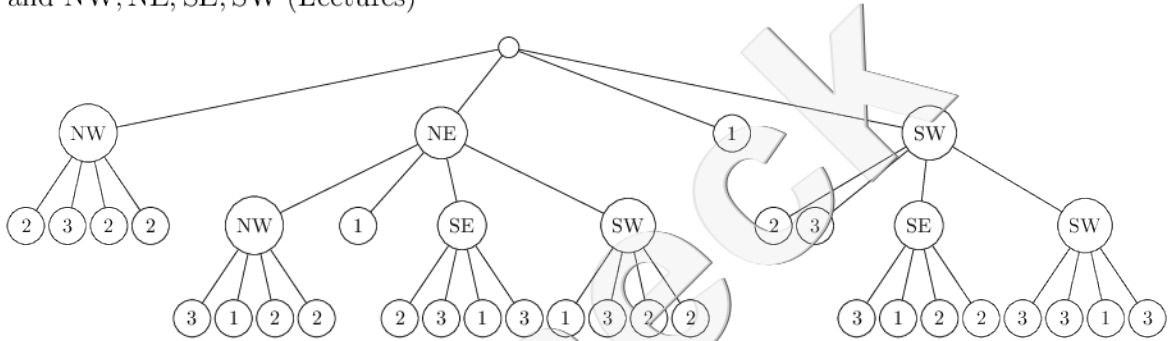 and NW, NE, SE, SW (Lectures)
NW NE 1 SW
2 3 2 2 NW 1 SE SW 2 3 SE SW
3 1 2 2 2 3 1 3 1 3 2 2 3 1 2 2 3 3 1 3